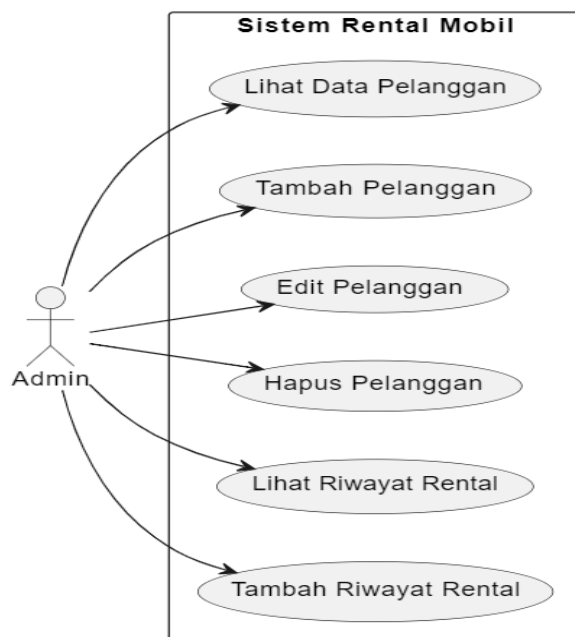 Sistem Rental Mobil
Lihat Data Pelanggan
Tambah Pelanggan
Edit Pelanggan
Admin
Hapus Pelanggan
Lihat Riwayat Rental
Tambah Riwayat Rental